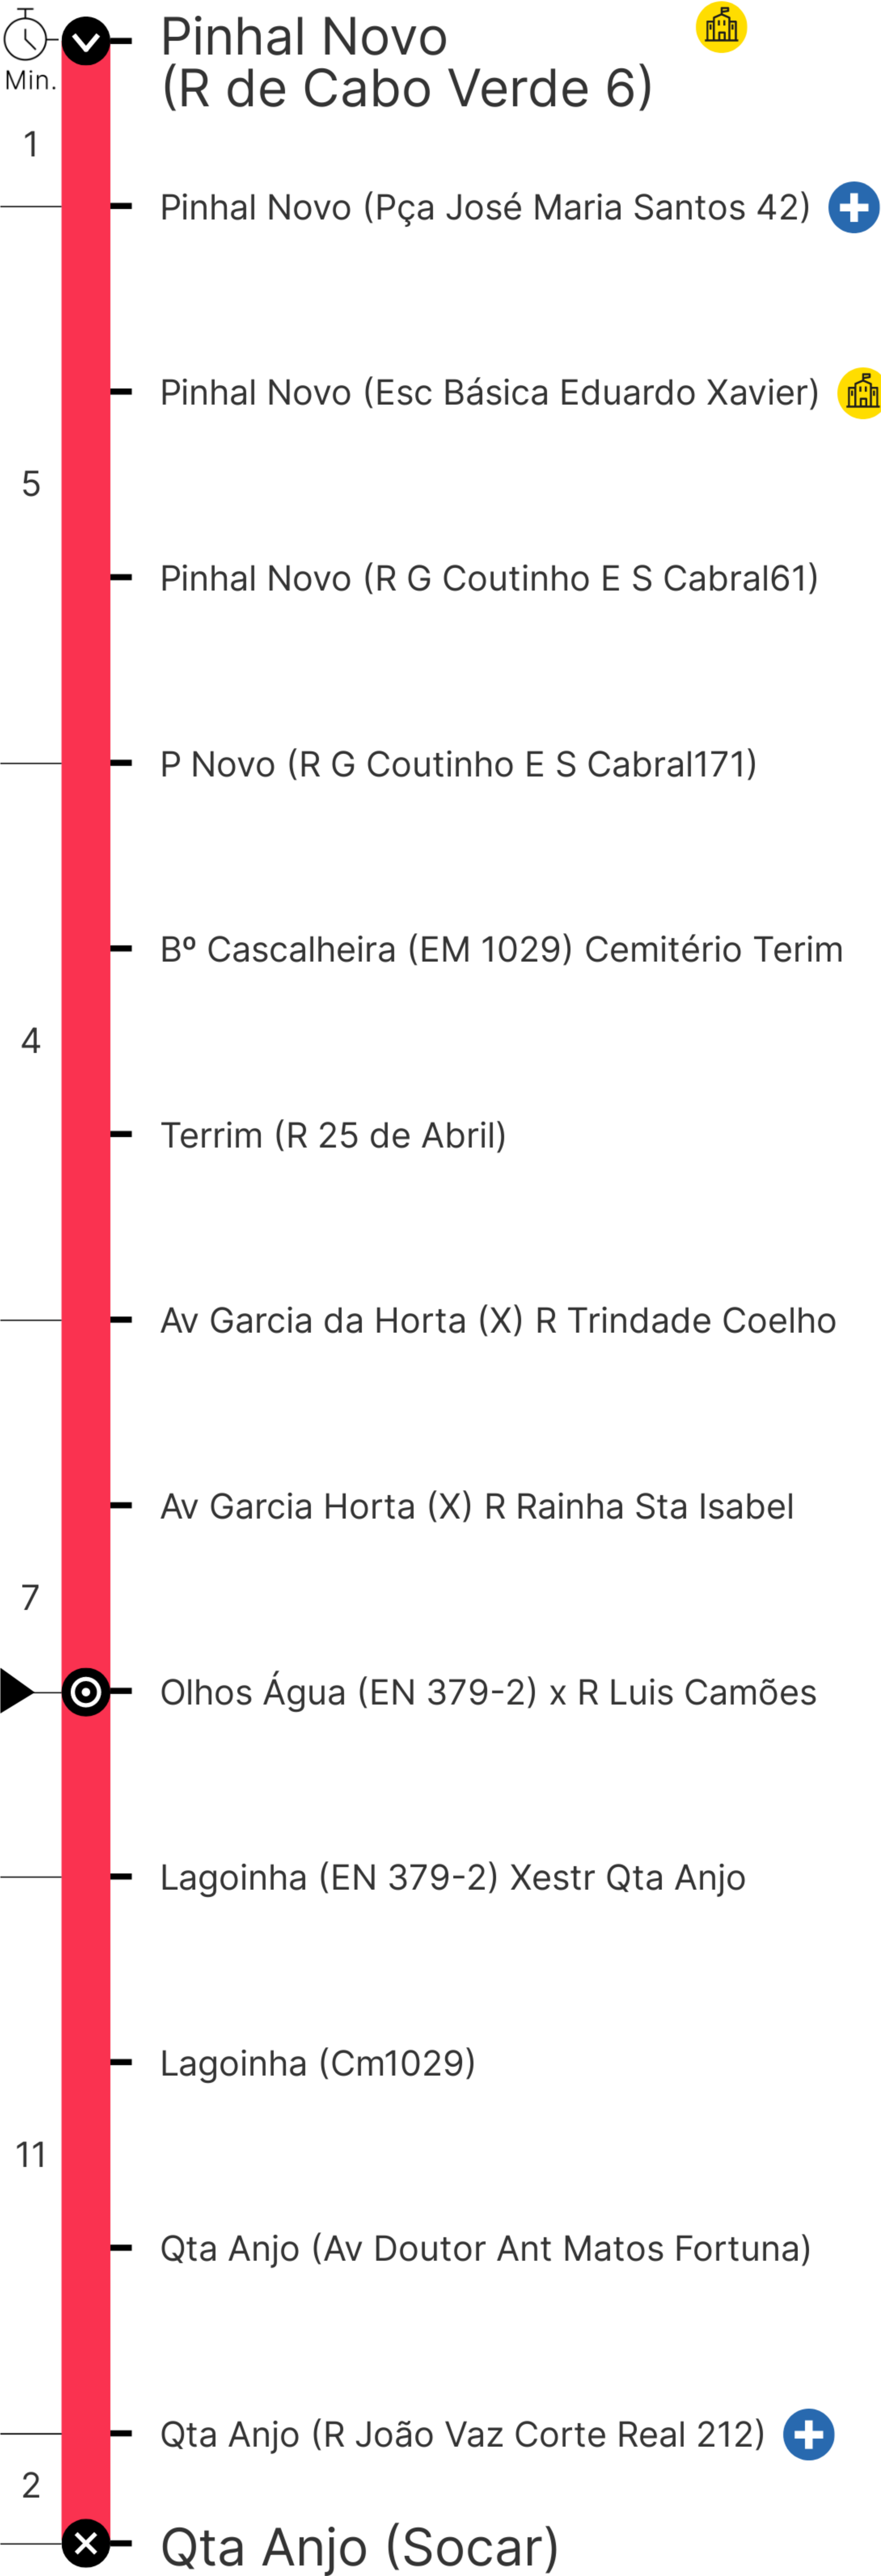 Pinhal Novo
(R de Cabo Verde 6)
Min.
1
Pinhal Novo (Pça José Maria Santos 42)
Pinhal Novo (Esc Básica Eduardo Xavier)
5
Pinhal Novo (R G Coutinho E S Cabral61)
P Novo (R G Coutinho E S Cabral171)
Bº Cascalheira (EM 1029) Cemitério Terim
4
Terrim (R 25 de Abril)
Av Garcia da Horta (X) R Trindade Coelho
Av Garcia Horta (X) R Rainha Sta Isabel
7
Olhos Água (EN 379-2) x R Luis Camões
Lagoinha (EN 379-2) Xestr Qta Anjo
Lagoinha (Cm1029)
11
Qta Anjo (Av Doutor Ant Matos Fortuna)
Qta Anjo (R João Vaz Corte Real 212)
2
Qta Anjo (Socar)